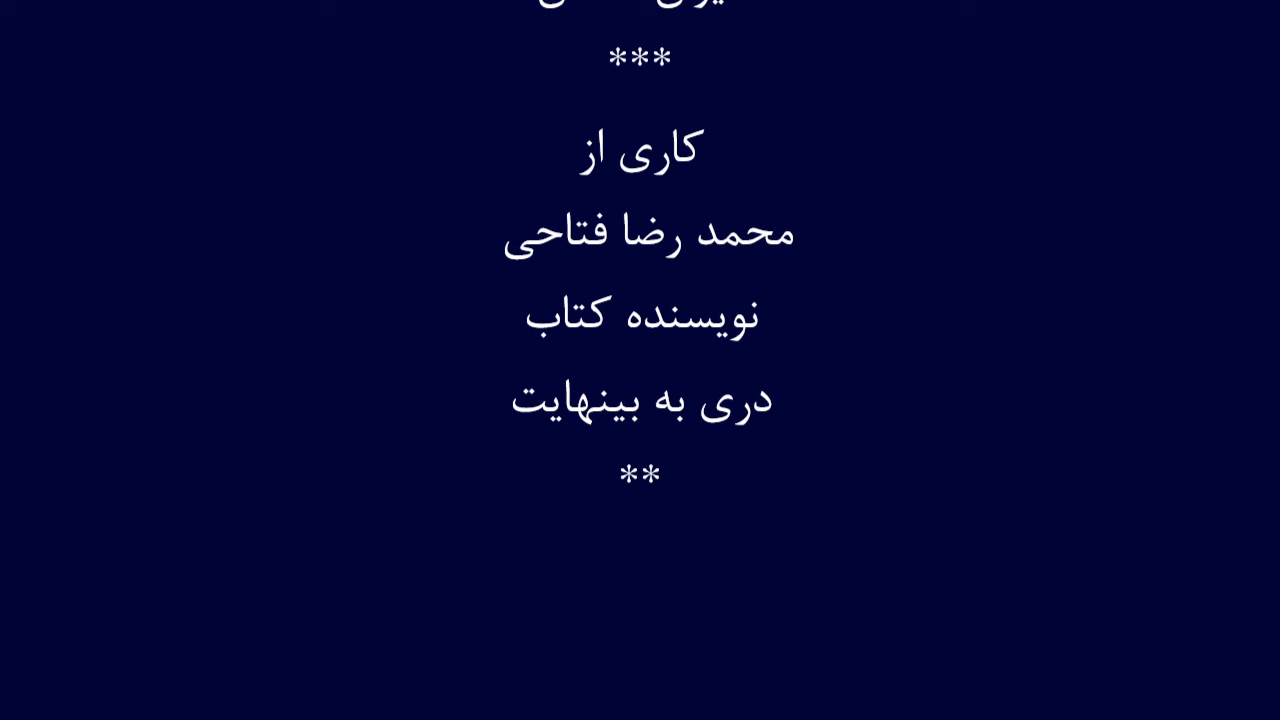 ***
کاری از
محمد رضا فتاحی
نویسنده کتاب
دری به بینهایت
**